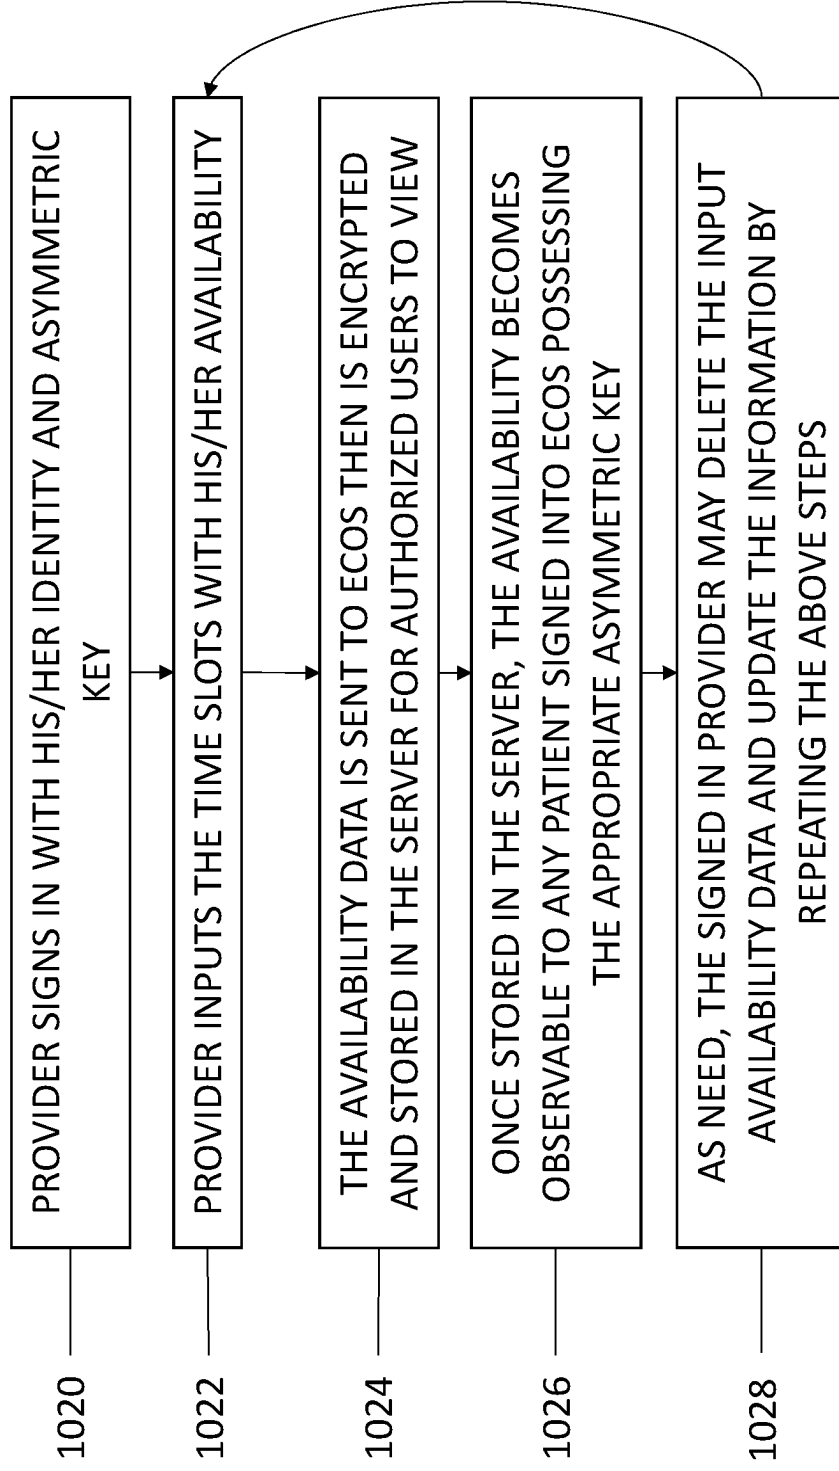 1020
PROVIDER SIGNS IN WITH HIS/HER IDENTITY AND ASYMMETRIC
KEY
1022
PROVIDER INPUTS THE TIME SLOTS WITH HIS/HER AVAILABILITY
1024
THE AVAILABILITY DATA IS SENT TO ECOS THEN IS ENCRYPTED
AND STORED IN THE SERVER FOR AUTHORIZED USERS TO VIEW
1026
ONCE STORED IN THE SERVER, THE AVAILABILITY BECOMES
OBSERVABLE TO ANY PATIENT SIGNED INTO ECOS POSSESSING
THE APPROPRIATE ASYMMETRIC KEY
1028
AS NEED, THE SIGNED IN PROVIDER MAY DELETE THE INPUT
AVAILABILITY DATA AND UPDATE THE INFORMATION BY
REPEATING THE ABOVE STEPS